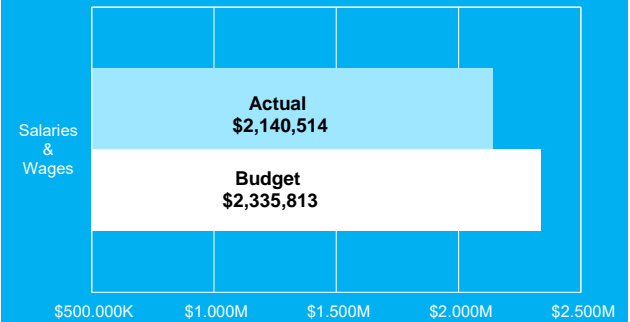 Actual
$2,140,514
Salaries
&
Wages
Budget
$2,335,813
$500.000K $1.000M $1.500M $2.000M $2.500M